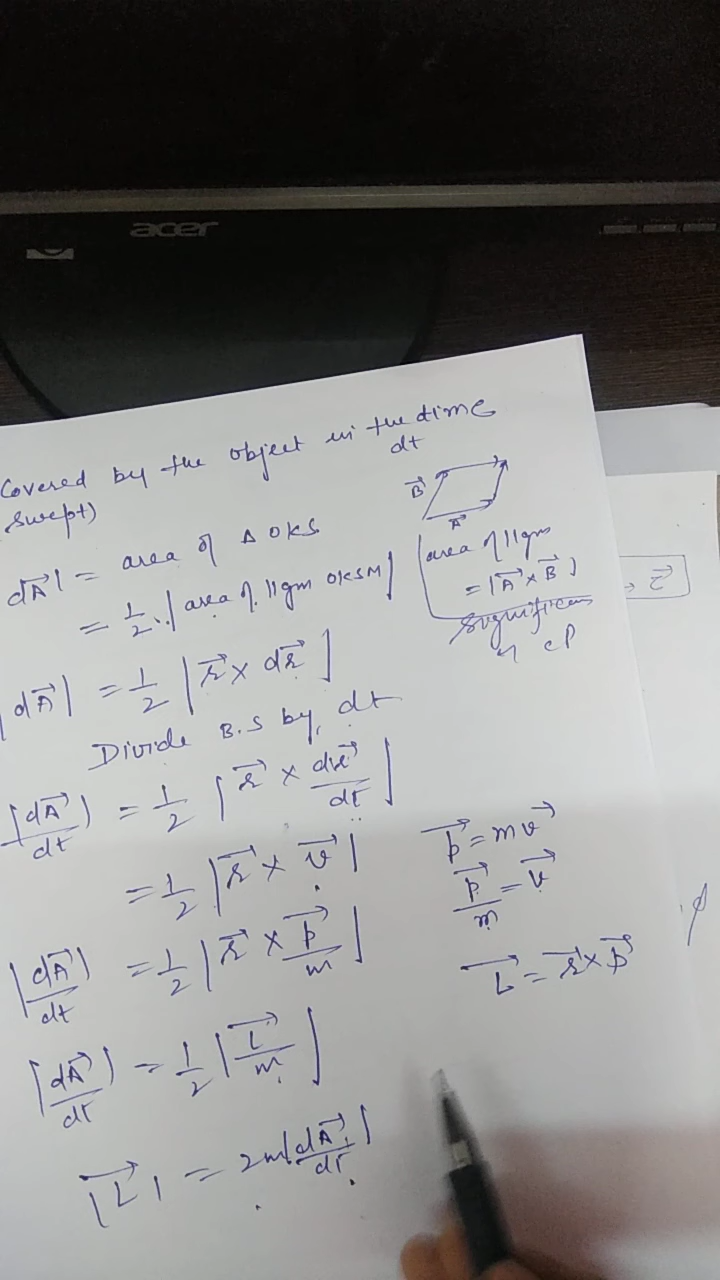 acer
Covered by the object in the time
dt
swept)
B⃗
A⃗
dA⃗| = area of Δ OKS
= 1/2 |area of ||gm OKSM|
(area of ||gm
= |A⃗ × B⃗|
significan
of CP
|dA⃗| = 1/2 |r⃗ × dr⃗|
Divide B.S by, dt
|dA⃗/dt| = 1/2 |r⃗ × dr⃗/dt|
= 1/2 |r⃗ × v⃗|
p⃗ = mv⃗
p⃗/m = v⃗
|dA⃗/dt| = 1/2 |r⃗ × p⃗/m|
L⃗ = r⃗ × p⃗
|dA⃗/dt| = 1/2 |L⃗/m|
|L⃗| = 2m|dA⃗/dt|